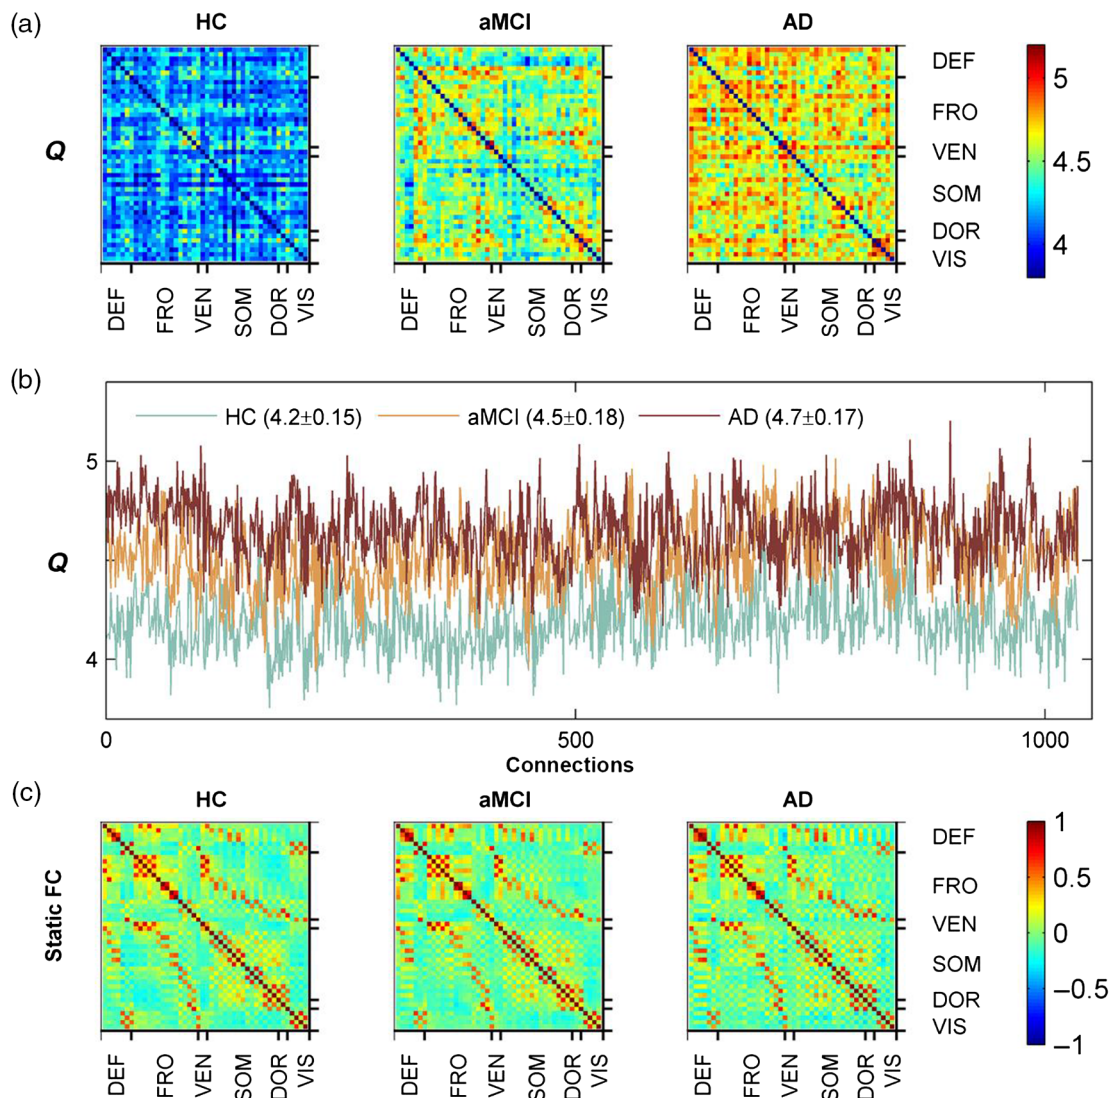 (a)
HC aMCI AD
Q
DEF
FRO
VEN
SOM
DOR
VIS
5
4.5
4
DEF FRO VEN SOM DOR VIS DEF FRO VEN SOM DOR VIS DEF FRO VEN SOM DOR VIS
(b)
HC (4.2±0.15) aMCI (4.5±0.18) AD (4.7±0.17)
5
Q
4
0 500 1000
Connections
(c)
HC aMCI AD
Static FC
DEF
FRO
VEN
SOM
DOR
VIS
1
0.5
0
–0.5
–1
DEF FRO VEN SOM DOR VIS DEF FRO VEN SOM DOR VIS DEF FRO VEN SOM DOR VIS